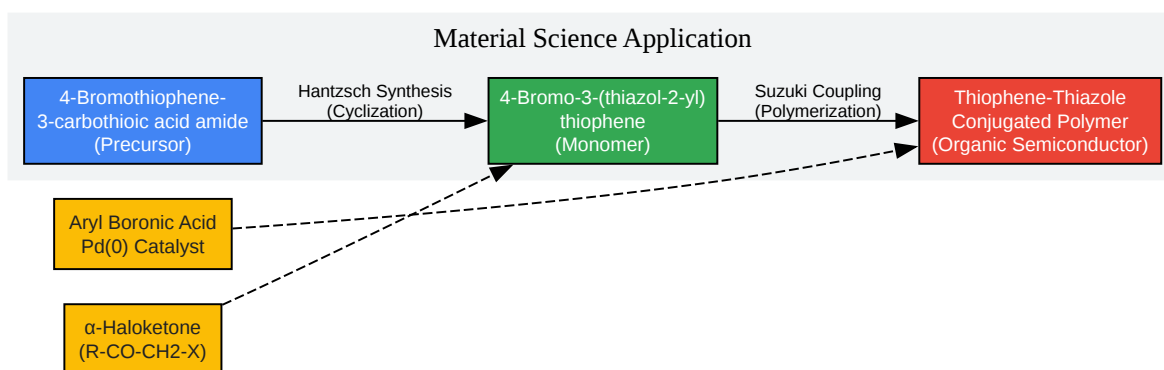 Material Science Application
4-Bromothiophene-
3-carbothioic acid amide
(Precursor)
Hantzsch Synthesis
(Cyclization)
4-Bromo-3-(thiazol-2-yl)
thiophene
(Monomer)
Suzuki Coupling
(Polymerization)
Thiophene-Thiazole
Conjugated Polymer
(Organic Semiconductor)
Aryl Boronic Acid
Pd(0) Catalyst
α-Haloketone
(R-CO-CH2-X)